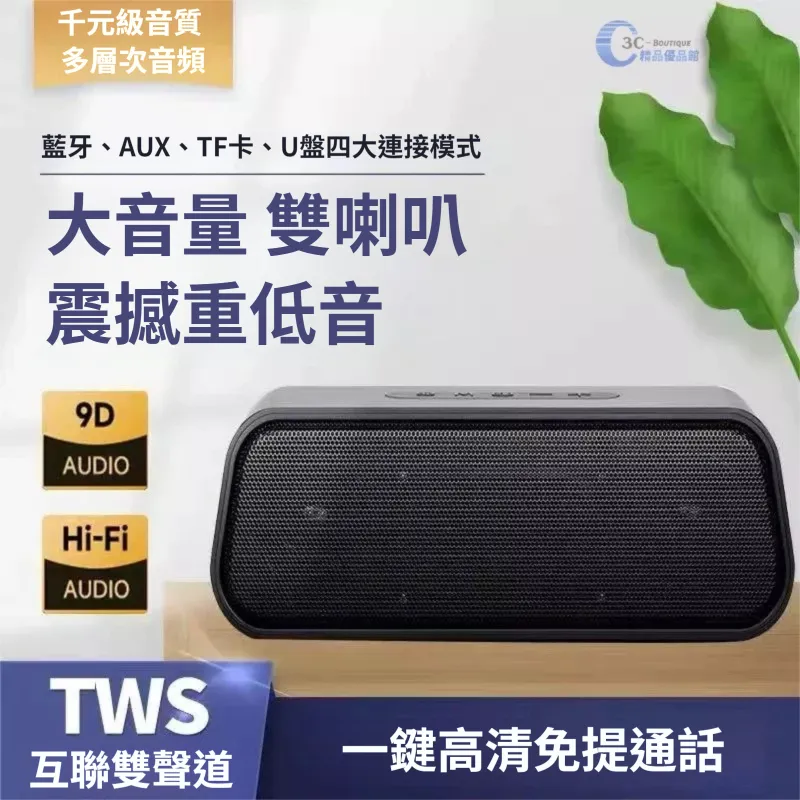 千元級音質
多層次音頻
3C-BOUTIQUE
精品優品館
藍牙、AUX、TF卡、U盤四大連接模式
大音量 雙喇叭
震撼重低音
9D
AUDIO
Hi-Fi
AUDIO
TWS
互聯雙聲道
一鍵高清免提通話